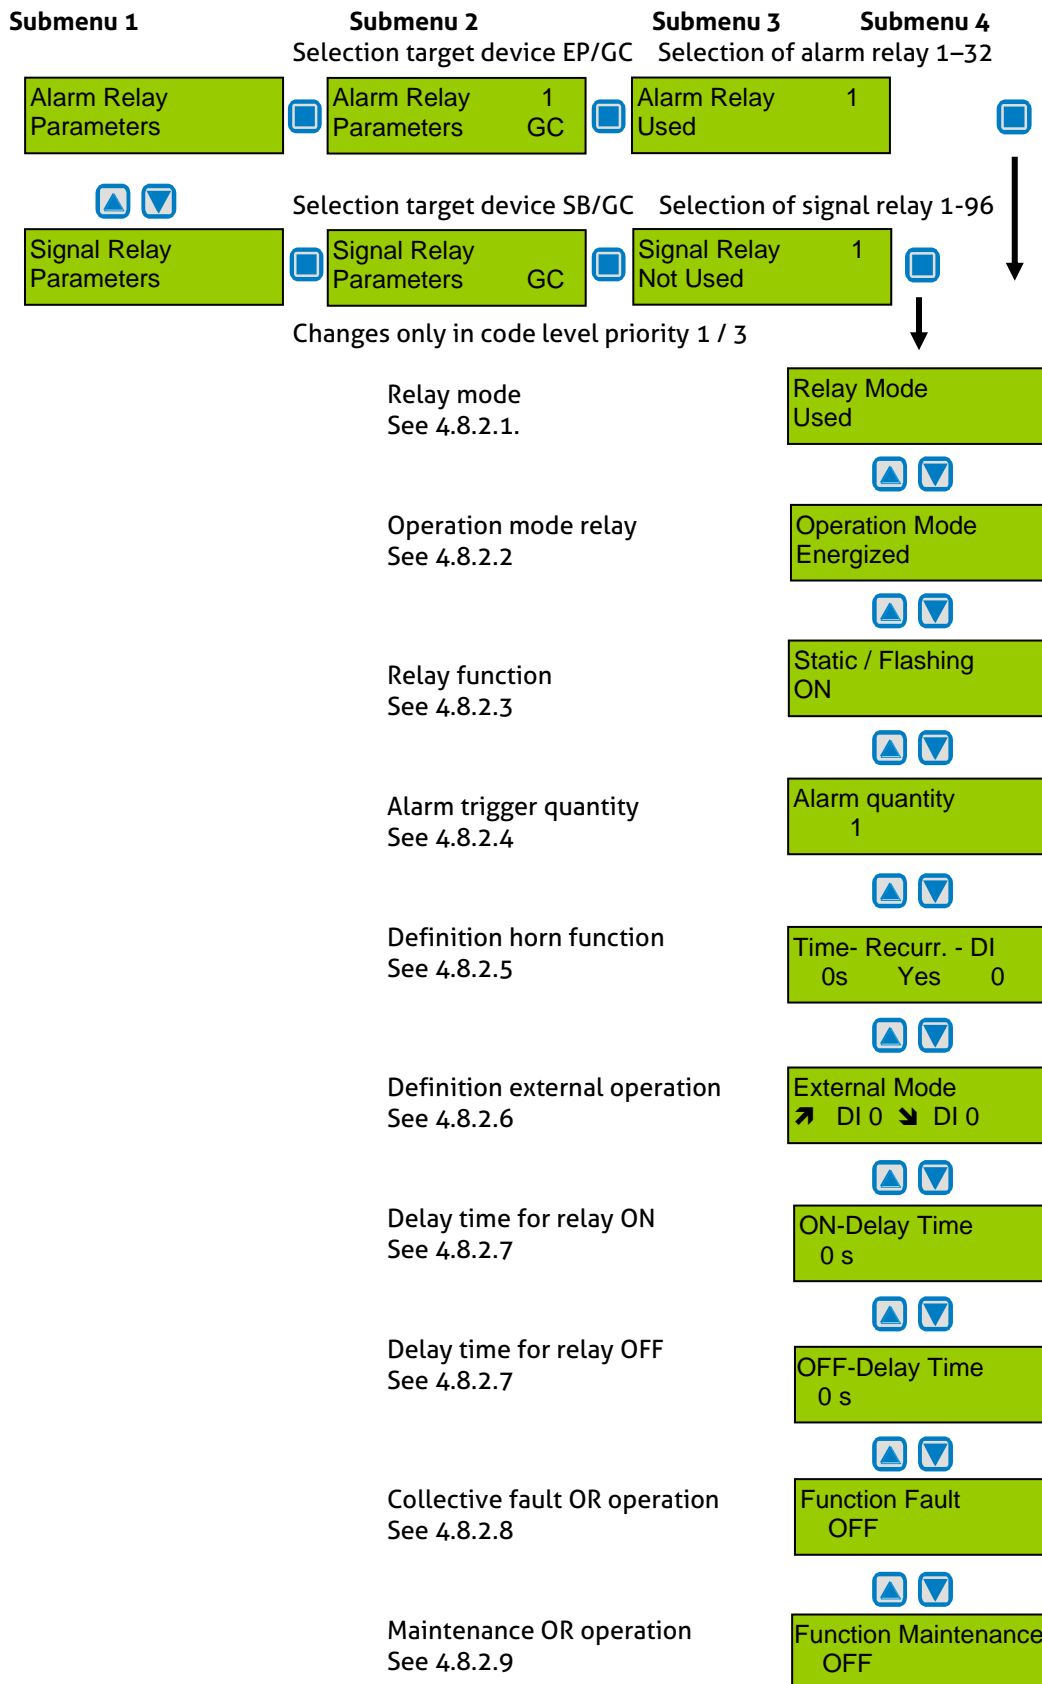 Submenu 1 Submenu 2 Submenu 3 Submenu 4
Selection target device EP/GC Selection of alarm relay 1–32
Alarm Relay
Parameters
Alarm Relay 1
Parameters GC
Alarm Relay 1
Used
Selection target device SB/GC Selection of signal relay 1-96
Signal Relay
Parameters
Signal Relay
Parameters GC
Signal Relay 1
Not Used
Changes only in code level priority 1 / 3
Relay mode
See 4.8.2.1.
Relay Mode
Used
Operation mode relay
See 4.8.2.2
Operation Mode
Energized
Relay function
See 4.8.2.3
Static / Flashing
ON
Alarm trigger quantity
See 4.8.2.4
Alarm quantity
1
Definition horn function
See 4.8.2.5
Time- Recurr. - DI
0s Yes 0
Definition external operation
See 4.8.2.6
External Mode
🡵 DI 0 🡶 DI 0
Delay time for relay ON
See 4.8.2.7
ON-Delay Time
0 s
Delay time for relay OFF
See 4.8.2.7
OFF-Delay Time
0 s
Collective fault OR operation
See 4.8.2.8
Function Fault
OFF
Maintenance OR operation
See 4.8.2.9
Function Maintenance
OFF